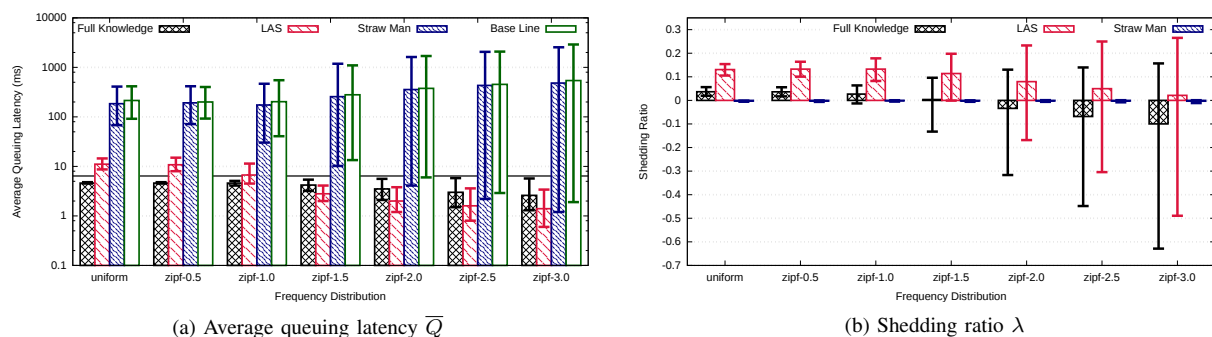 Full Knowledge LAS Straw Man Base Line
Average Queuing Latency (ms)
10000
1000
100
10
1
0.1
uniform zipf-0.5 zipf-1.0 zipf-1.5 zipf-2.0 zipf-2.5 zipf-3.0
Frequency Distribution
(a) Average queuing latency Q̅
Full Knowledge LAS Straw Man
Shedding Ratio
0.3
0.2
0.1
0
-0.1
-0.2
-0.3
-0.4
-0.5
-0.6
-0.7
uniform zipf-0.5 zipf-1.0 zipf-1.5 zipf-2.0 zipf-2.5 zipf-3.0
Frequency Distribution
(b) Shedding ratio λ